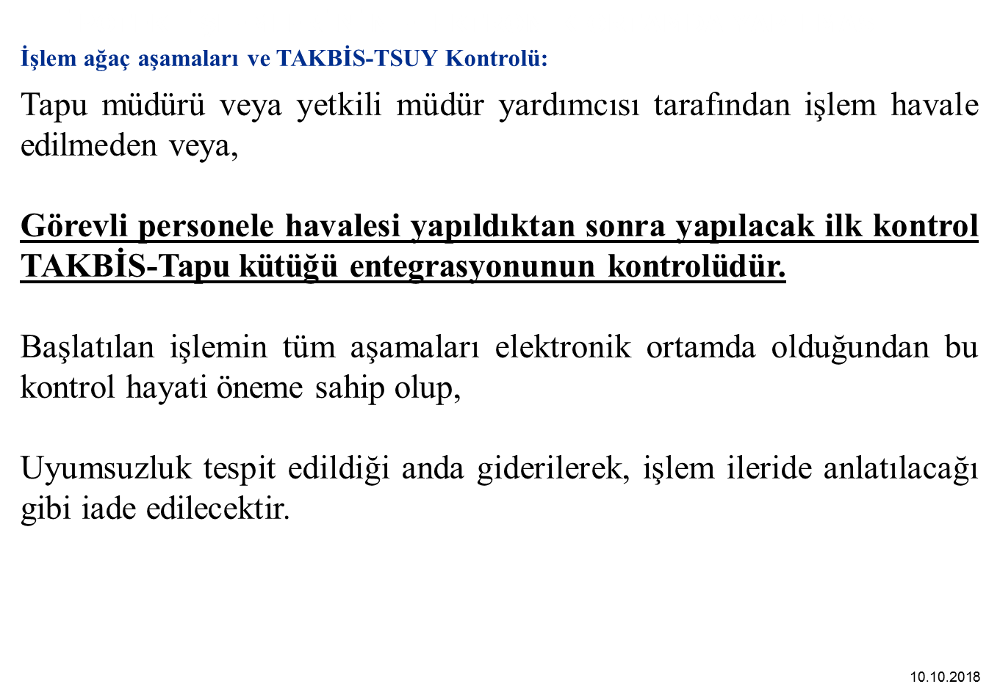 İşlem ağaç aşamaları ve TAKBİS-TSUY Kontrolü:
Tapu müdürü veya yetkili müdür yardımcısı tarafından işlem havale
edilmeden veya,
Görevli personele havalesi yapıldıktan sonra yapılacak ilk kontrol
TAKBİS-Tapu kütüğü entegrasyonunun kontrolüdür.
Başlatılan işlemin tüm aşamaları elektronik ortamda olduğundan bu
kontrol hayati öneme sahip olup,
Uyumsuzluk tespit edildiği anda giderilerek, işlem ileride anlatılacağı
gibi iade edilecektir.
10.10.2018